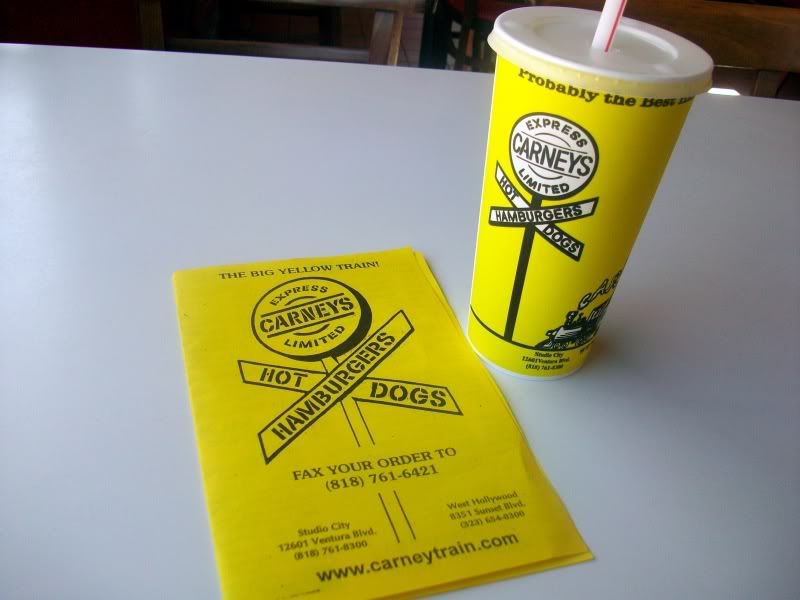 THE BIG YELLOW TRAIN!
EXPRESS
CARNEYS
LIMITED
HOT
HAMBURGERS
DOGS
FAX YOUR ORDER TO
(818) 761-6421
Studio City
12601 Ventura Blvd.
(818) 761-8300
West Hollywood
8351 Sunset Blvd.
(323) 654-8300
www.carneytrain.com
Probably the Best
EXPRESS
CARNEYS
LIMITED
HOT
HAMBURGERS
DOGS
Studio City
12601 Ventura Blvd.
(818) 761-8300